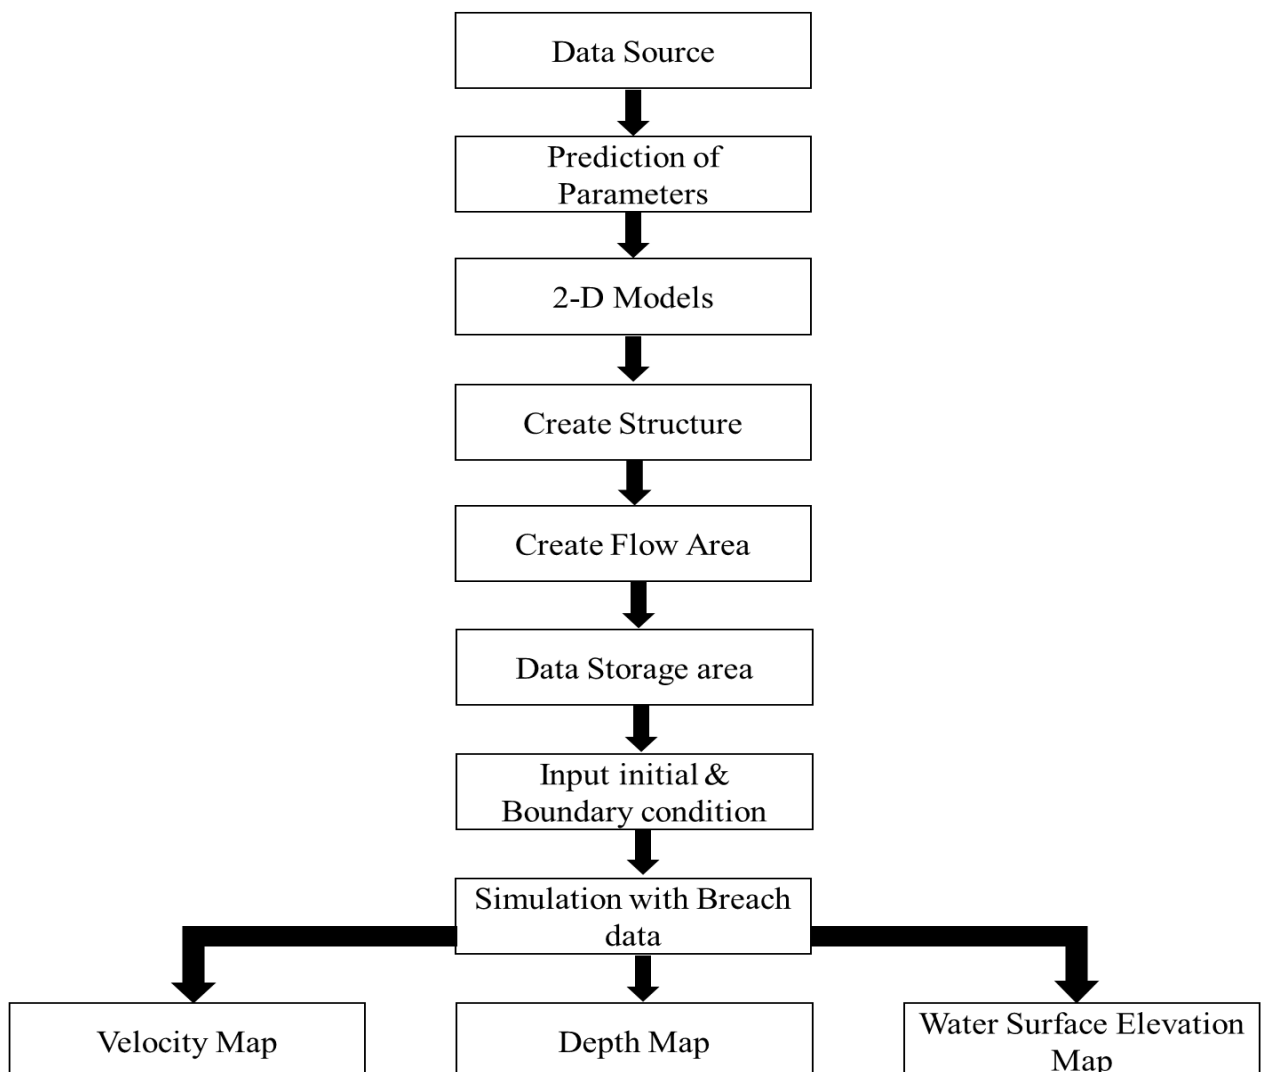 Data Source
Prediction of
Parameters
2-D Models
Create Structure
Create Flow Area
Data Storage area
Input initial &
Boundary condition
Simulation with Breach
data
Velocity Map
Depth Map
Water Surface Elevation
Map